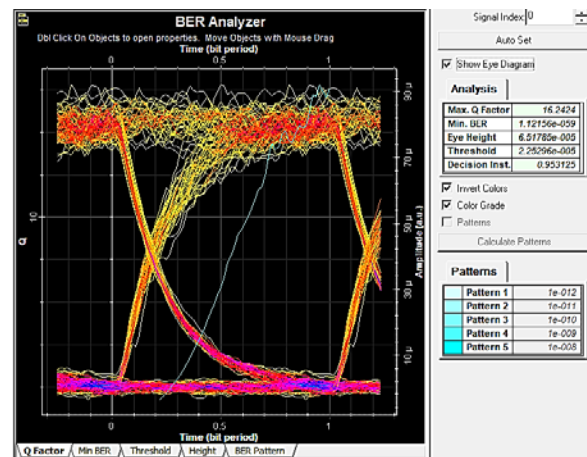 BER Analyzer
Dbl Click On Objects to open properties. Move Objects with Mouse Drag
Time (bit period)
0 0.5 1
90 µ
70 µ
50 µ
30 µ
10 µ
Amplitude (a.u.)
10
Q
0 0.5 1
Time (bit period)
Q Factor Min BER Threshold Height BER Pattern
Signal Index: 0
Auto Set
Show Eye Diagram
Analysis
Max. Q Factor 16.2424
Min. BER 1.12156e-059
Eye Height 6.51785e-005
Threshold 2.25296e-005
Decision Inst. 0.953125
Invert Colors
Color Grade
Patterns
Calculate Patterns
Patterns
Pattern 1 1e-012
Pattern 2 1e-011
Pattern 3 1e-010
Pattern 4 1e-009
Pattern 5 1e-008